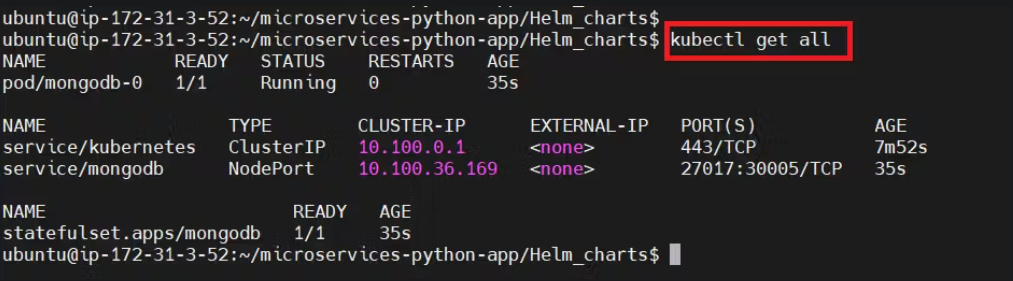 ubuntu@ip-172-31-3-52:~/microservices-python-app/Helm_charts$
ubuntu@ip-172-31-3-52:~/microservices-python-app/Helm_charts$ kubectl get all
NAME READY STATUS RESTARTS AGE
pod/mongodb-0 1/1 Running 0 35s
NAME TYPE CLUSTER-IP EXTERNAL-IP PORT(S) AGE
service/kubernetes ClusterIP 10.100.0.1 <none> 443/TCP 7m52s
service/mongodb NodePort 10.100.36.169 <none> 27017:30005/TCP 35s
NAME READY AGE
statefulset.apps/mongodb 1/1 35s
ubuntu@ip-172-31-3-52:~/microservices-python-app/Helm_charts$